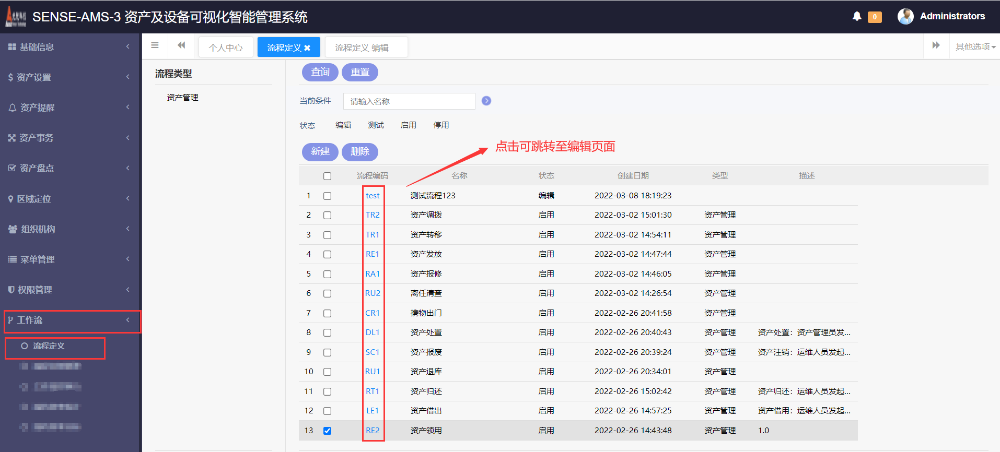 SENSE-AMS-3 资产及设备可视化智能管理系统
0
Administrators
基础信息
资产设置
资产提醒
资产事务
资产盘点
区域定位
组织机构
菜单管理
权限管理
工作流
流程定义
个人中心
流程定义
流程定义 编辑
其他选项
流程类型
资产管理
查询 重置
当前条件 请输入名称
状态 编辑 测试 启用 停用
点击可跳转至编辑页面
新建 删除
流程编码 名称 状态 创建日期 类型 描述
1 test 测试流程123 编辑 2022-03-08 18:19:23
2 TR2 资产调拨 启用 2022-03-02 15:01:30 资产管理
3 TR1 资产转移 启用 2022-03-02 14:54:11 资产管理
4 RE1 资产发放 启用 2022-03-02 14:47:44 资产管理
5 RA1 资产报修 启用 2022-03-02 14:46:05 资产管理
6 RU2 离任清查 启用 2022-03-02 14:26:54 资产管理
7 CR1 携物出门 启用 2022-02-26 20:41:58 资产管理
8 DL1 资产处置 启用 2022-02-26 20:40:43 资产管理 资产处置：资产管理员发...
9 SC1 资产报废 启用 2022-02-26 20:39:24 资产管理 资产注销：运维人员发起...
10 RU1 资产退库 启用 2022-02-26 20:34:01 资产管理
11 RT1 资产归还 启用 2022-02-26 15:02:42 资产管理 资产归还：运维人员发起...
12 LE1 资产借出 启用 2022-02-26 14:57:25 资产管理 资产借用：运维人员发起...
13 RE2 资产领用 启用 2022-02-26 14:43:48 资产管理 1.0